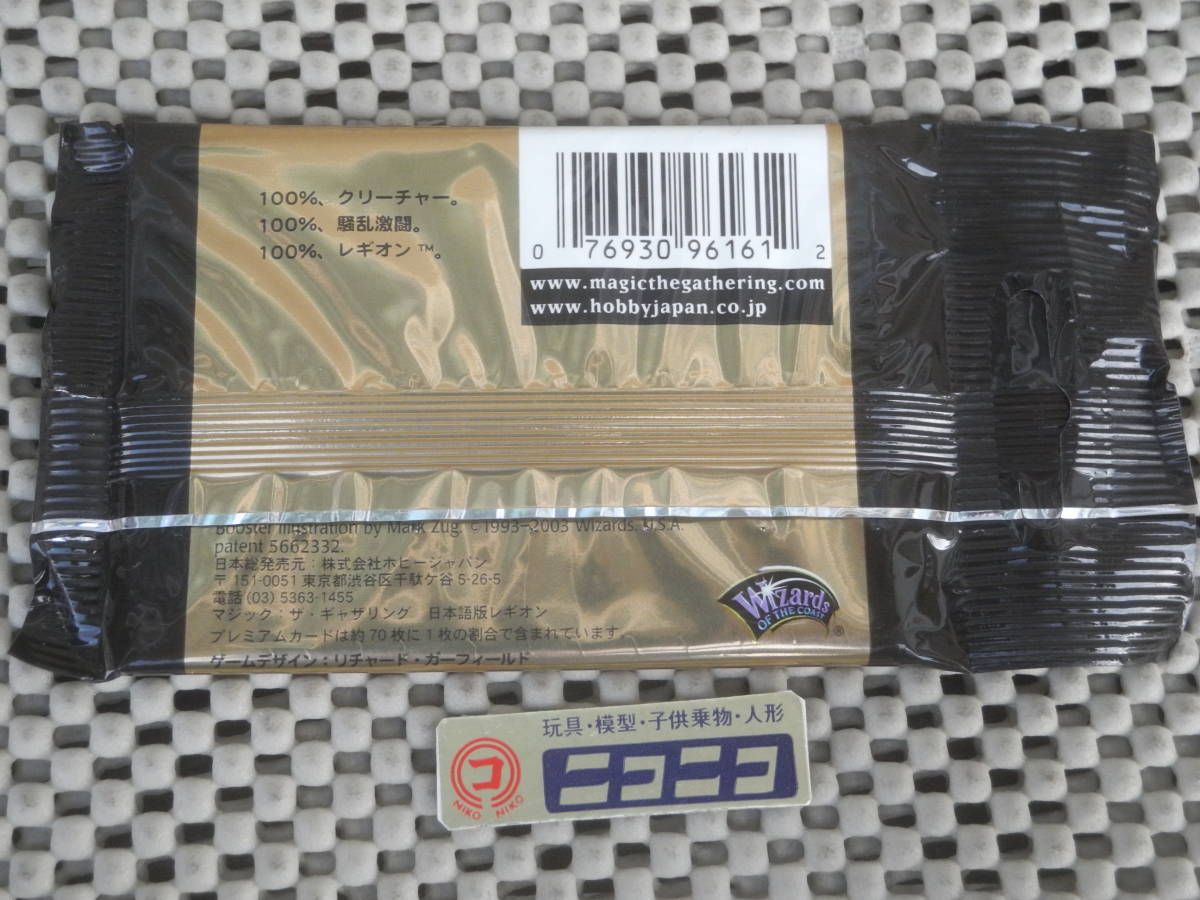 100%、クリーチャー。
100%、騒乱激闘。
100%、レギオン ™。
0 76930 96161 2
www.magicthegathering.com
www.hobbyjapan.co.jp
Booster Illustration by Mark Zug. ©1993–2003 Wizards. U.S.A.
patent 5662332.
日本総発売元：株式会社ホビージャパン
〒151-0051 東京都渋谷区千駄ケ谷 5-26-5
電話 (03) 5363-1455
マジック：ザ・ギャザリング 日本語版レギオン
プレミアムカードは約 70 枚に 1 枚の割合で含まれています。
ゲームデザイン：リチャード・ガーフィールド
Wizards
OF THE COAST
®
玩具・模型・子供乗物・人形
コ
NIKO NIKO
ニコニコ